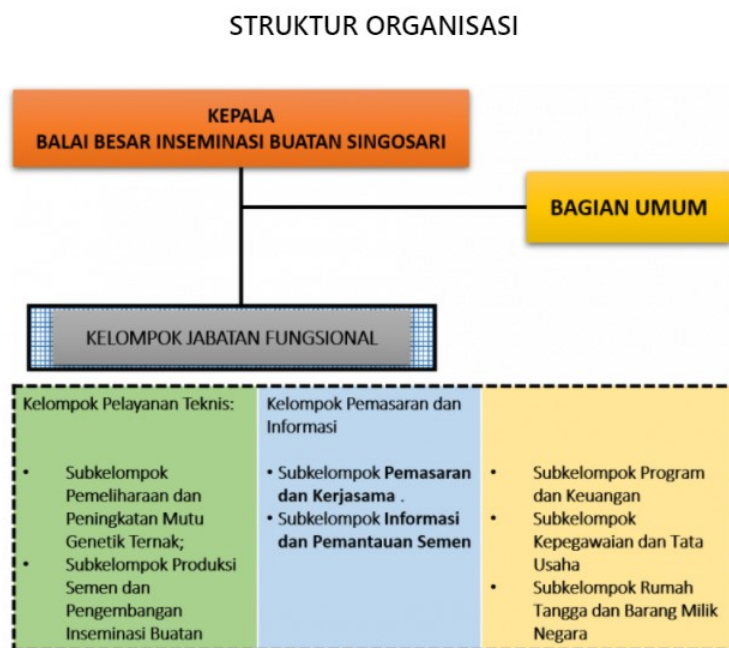 STRUKTUR ORGANISASI
KEPALA
BALAI BESAR INSEMINASI BUATAN SINGOSARI
BAGIAN UMUM
KELOMPOK JABATAN FUNGSIONAL
Kelompok Pelayanan Teknis:
• Subkelompok
Pemeliharaan dan
Peningkatan Mutu
Genetik Ternak;
• Subkelompok Produksi
Semen dan
Pengembangan
Inseminasi Buatan
Kelompok Pemasaran dan
Informasi
• Subkelompok Pemasaran
dan Kerjasama .
• Subkelompok Informasi
dan Pemantauan Semen
• Subkelompok Program
dan Keuangan
• Subkelompok
Kepegawaian dan Tata
Usaha
• Subkelompok Rumah
Tangga dan Barang Milik
Negara